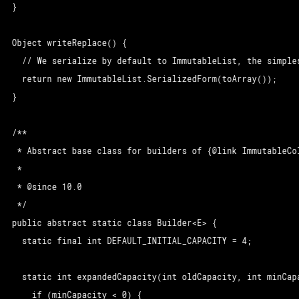 }
Object writeReplace() {
// We serialize by default to ImmutableList, the simples
return new ImmutableList.SerializedForm(toArray());
}
/**
* Abstract base class for builders of {@link ImmutableCol
*
* @since 10.0
*/
public abstract static class Builder<E> {
static final int DEFAULT_INITIAL_CAPACITY = 4;
static int expandedCapacity(int oldCapacity, int minCapa
if (minCapacity < 0) {